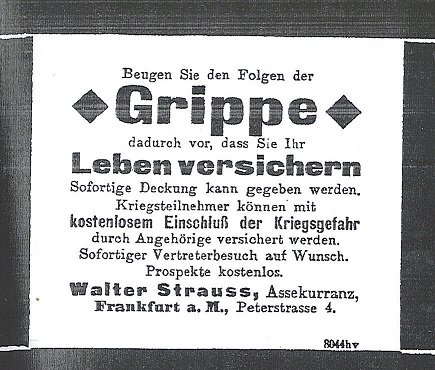 Beugen Sie den Folgen der
Grippe
dadurch vor, dass Sie Ihr
Leben versichern
Sofortige Deckung kann gegeben werden.
Kriegsteilnehmer können mit
kostenlosem Einschluß der Kriegsgefahr
durch Angehörige versichert werden.
Sofortiger Vertreterbesuch auf Wunsch.
Prospekte kostenlos.
Walter Strauss, Assekurranz,
Frankfurt a. M., Peterstrasse 4.
8044hv